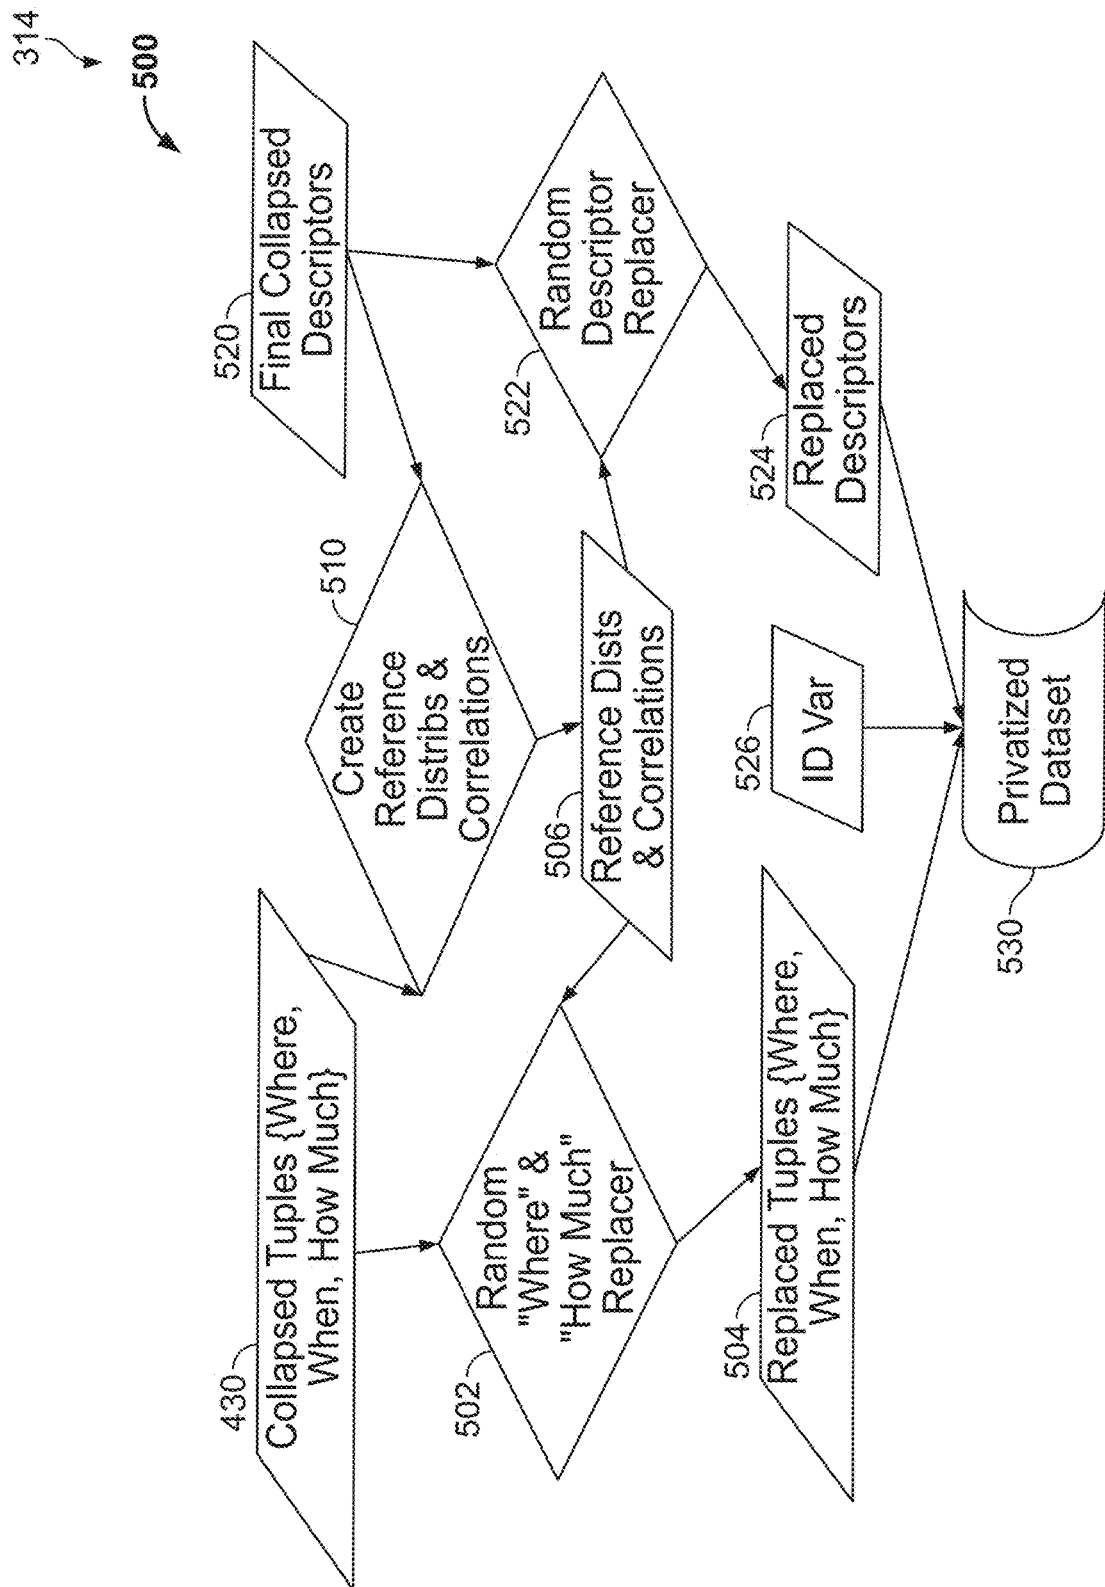 314
500
430
Collapsed Tuples {Where,
When, How Much}
520
Final Collapsed
Descriptors
510
Create
Reference
Distribs &
Correlations
502
Random
"Where" &
"How Much"
Replacer
506
Reference Dists
& Correlations
522
Random
Descriptor
Replacer
504
Replaced Tuples {Where,
When, How Much}
526
ID Var
524
Replaced
Descriptors
530
Privatized
Dataset